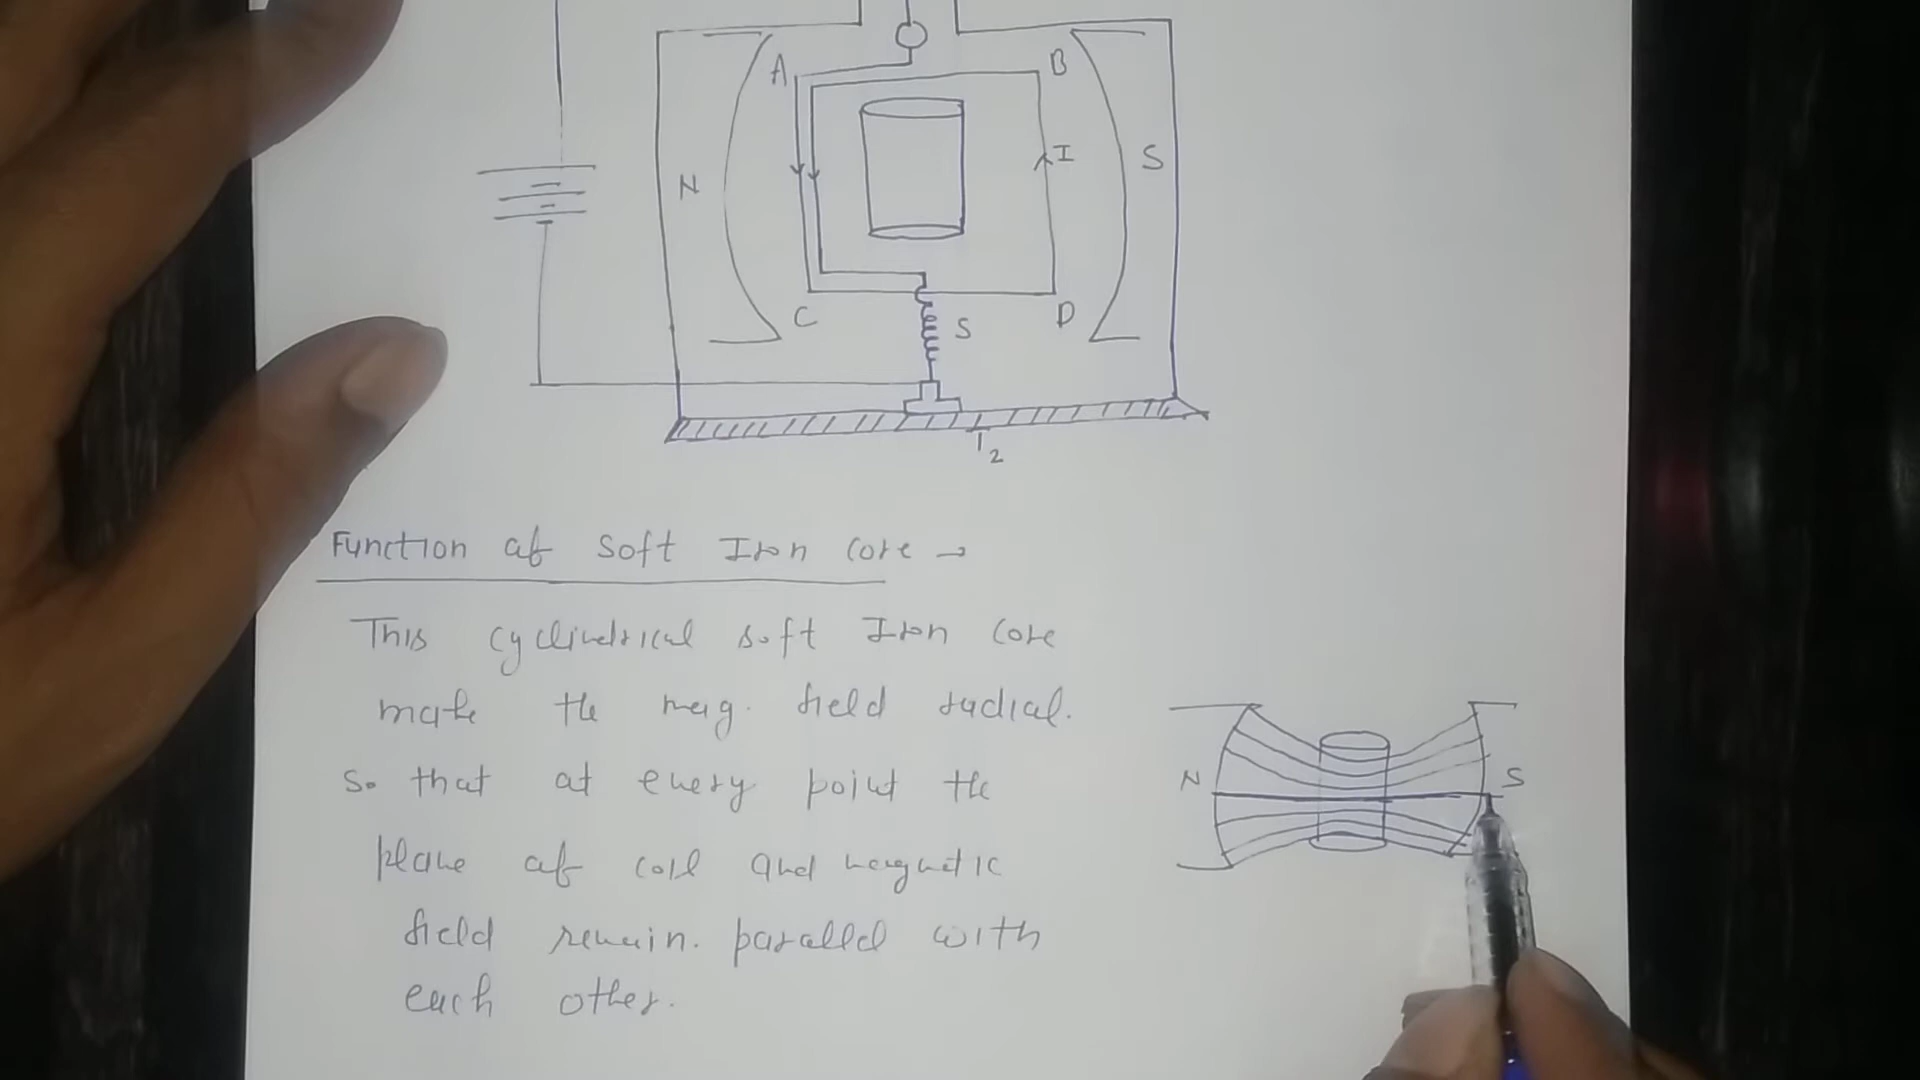 A B
N I S
C S D
T2
Function of Soft Iron Core →
This cylindrical soft Iron Core
make the mag. field radial.
So that at every point the
N S
plane of coil and magnetic
field remain. parallel with
each other.